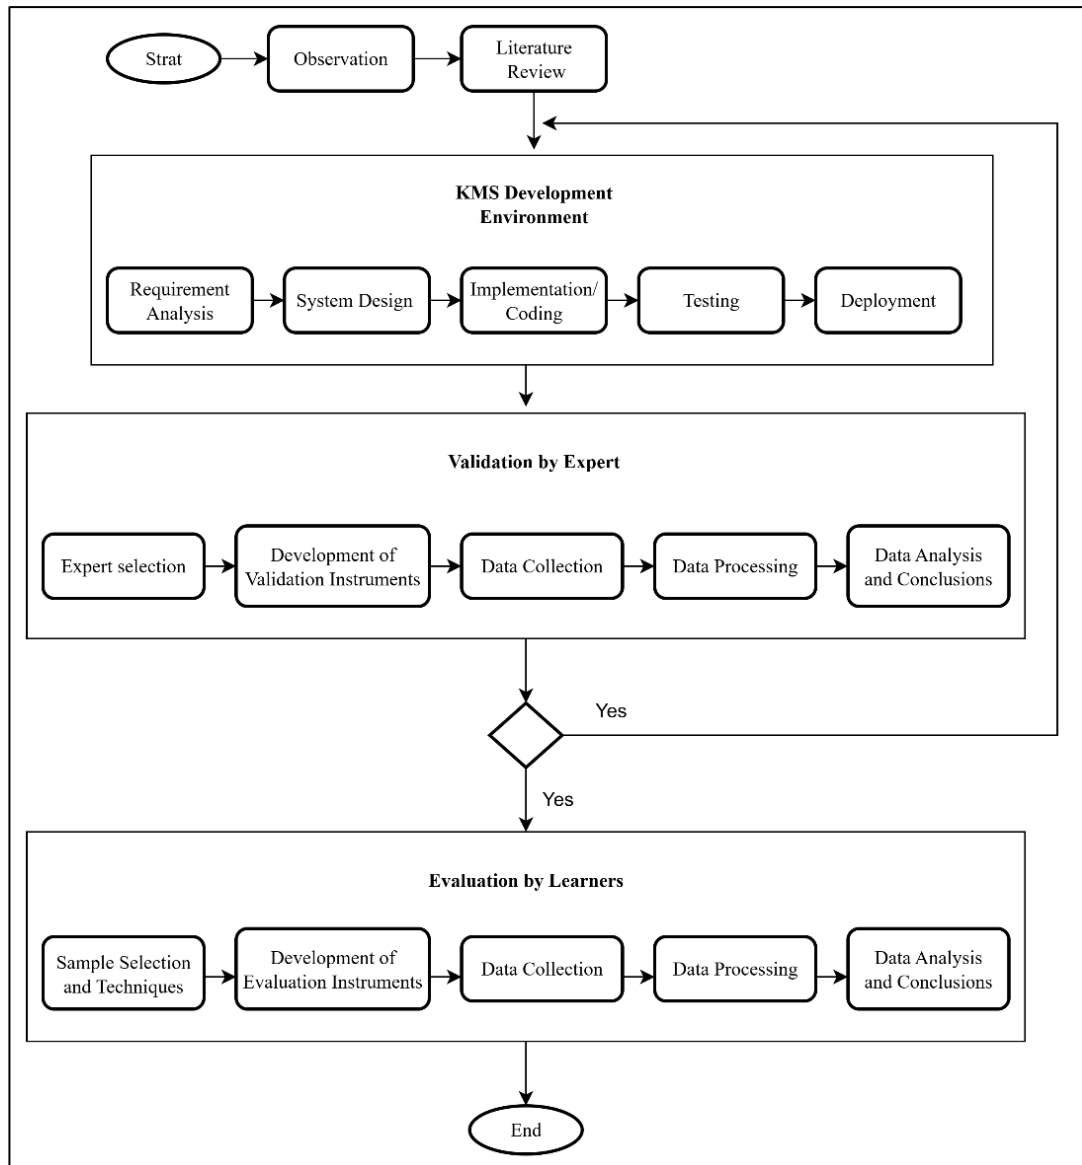 Strat
Observation
Literature
Review
KMS Development
Environment
Requirement
Analysis
System Design
Implementation/
Coding
Testing
Deployment
Validation by Expert
Expert selection
Development of
Validation Instruments
Data Collection
Data Processing
Data Analysis
and Conclusions
Yes
Yes
Evaluation by Learners
Sample Selection
and Techniques
Development of
Evaluation Instruments
Data Collection
Data Processing
Data Analysis
and Conclusions
End